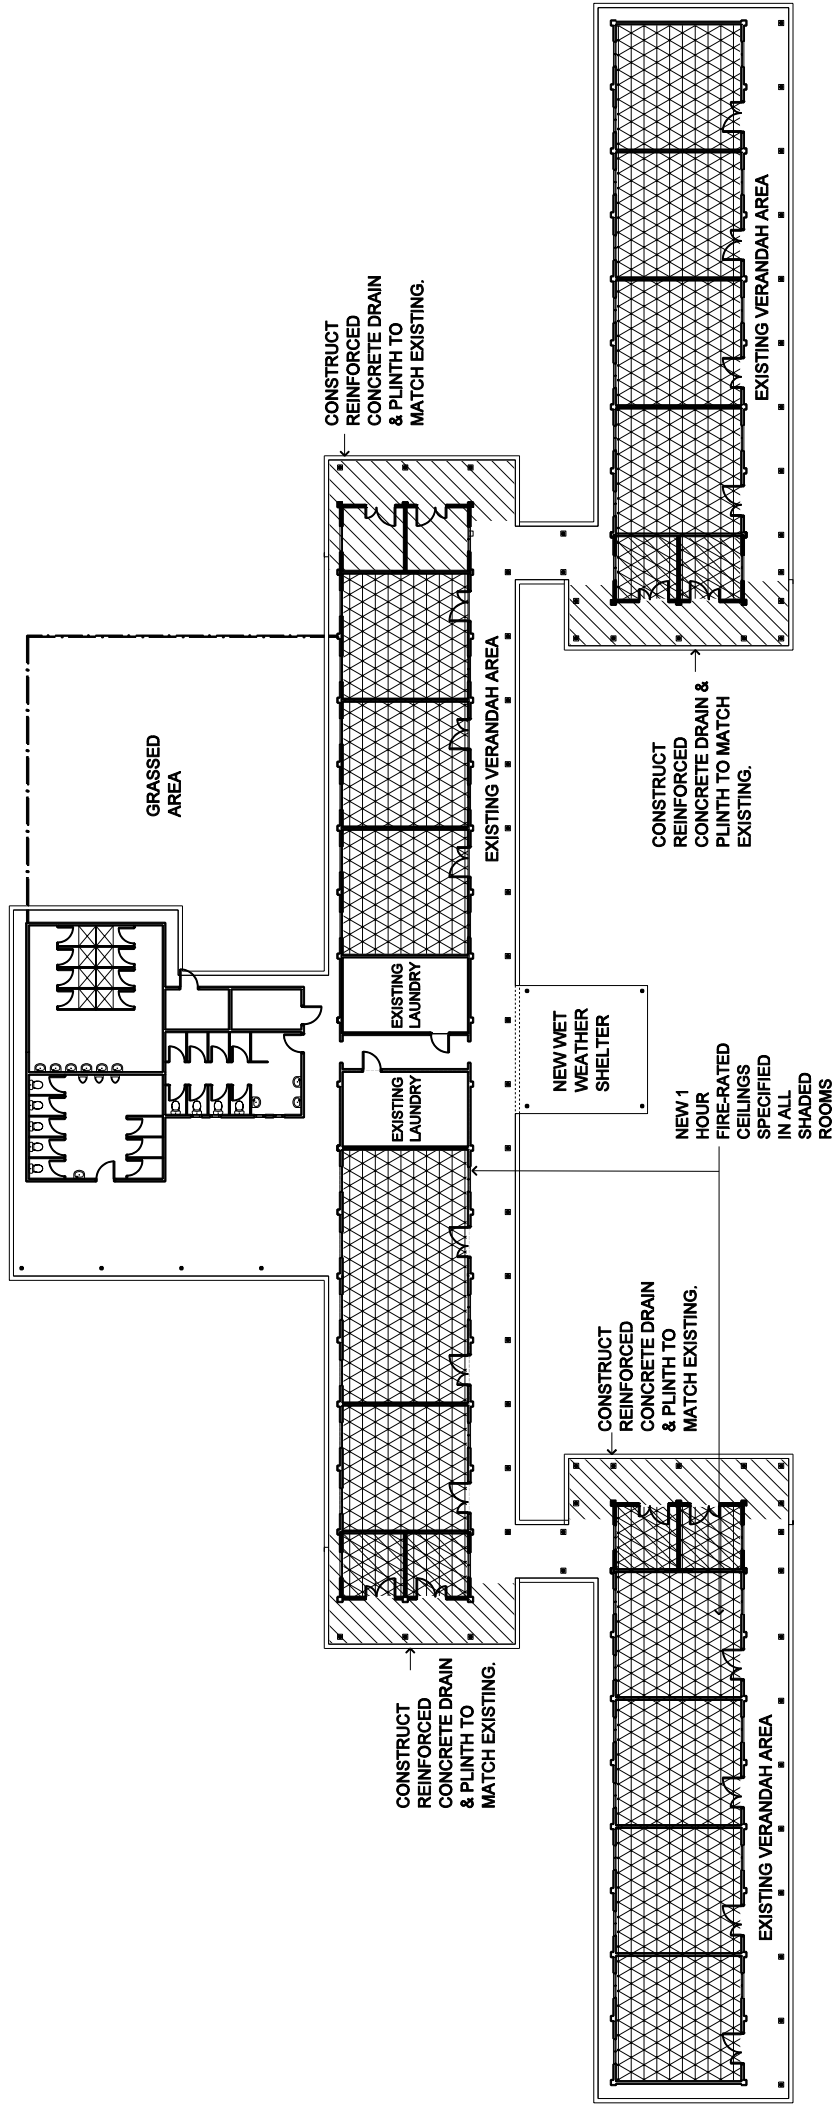 CONSTRUCT
REINFORCED
CONCRETE DRAIN
& PLINTH TO
MATCH EXISTING.
EXISTING VERANDAH AREA
GRASSED
AREA
EXISTING VERANDAH AREA
CONSTRUCT
REINFORCED
CONCRETE DRAIN &
PLINTH TO MATCH
EXISTING.
EXISTING
LAUNDRY
EXISTING
LAUNDRY
NEW WET
WEATHER
SHELTER
NEW 1
HOUR
FIRE-RATED
CEILINGS
SPECIFIED
IN ALL
SHADED
ROOMS
CONSTRUCT
REINFORCED
CONCRETE DRAIN
& PLINTH TO
MATCH EXISTING.
CONSTRUCT
REINFORCED
CONCRETE DRAIN
& PLINTH TO
MATCH EXISTING.
EXISTING VERANDAH AREA